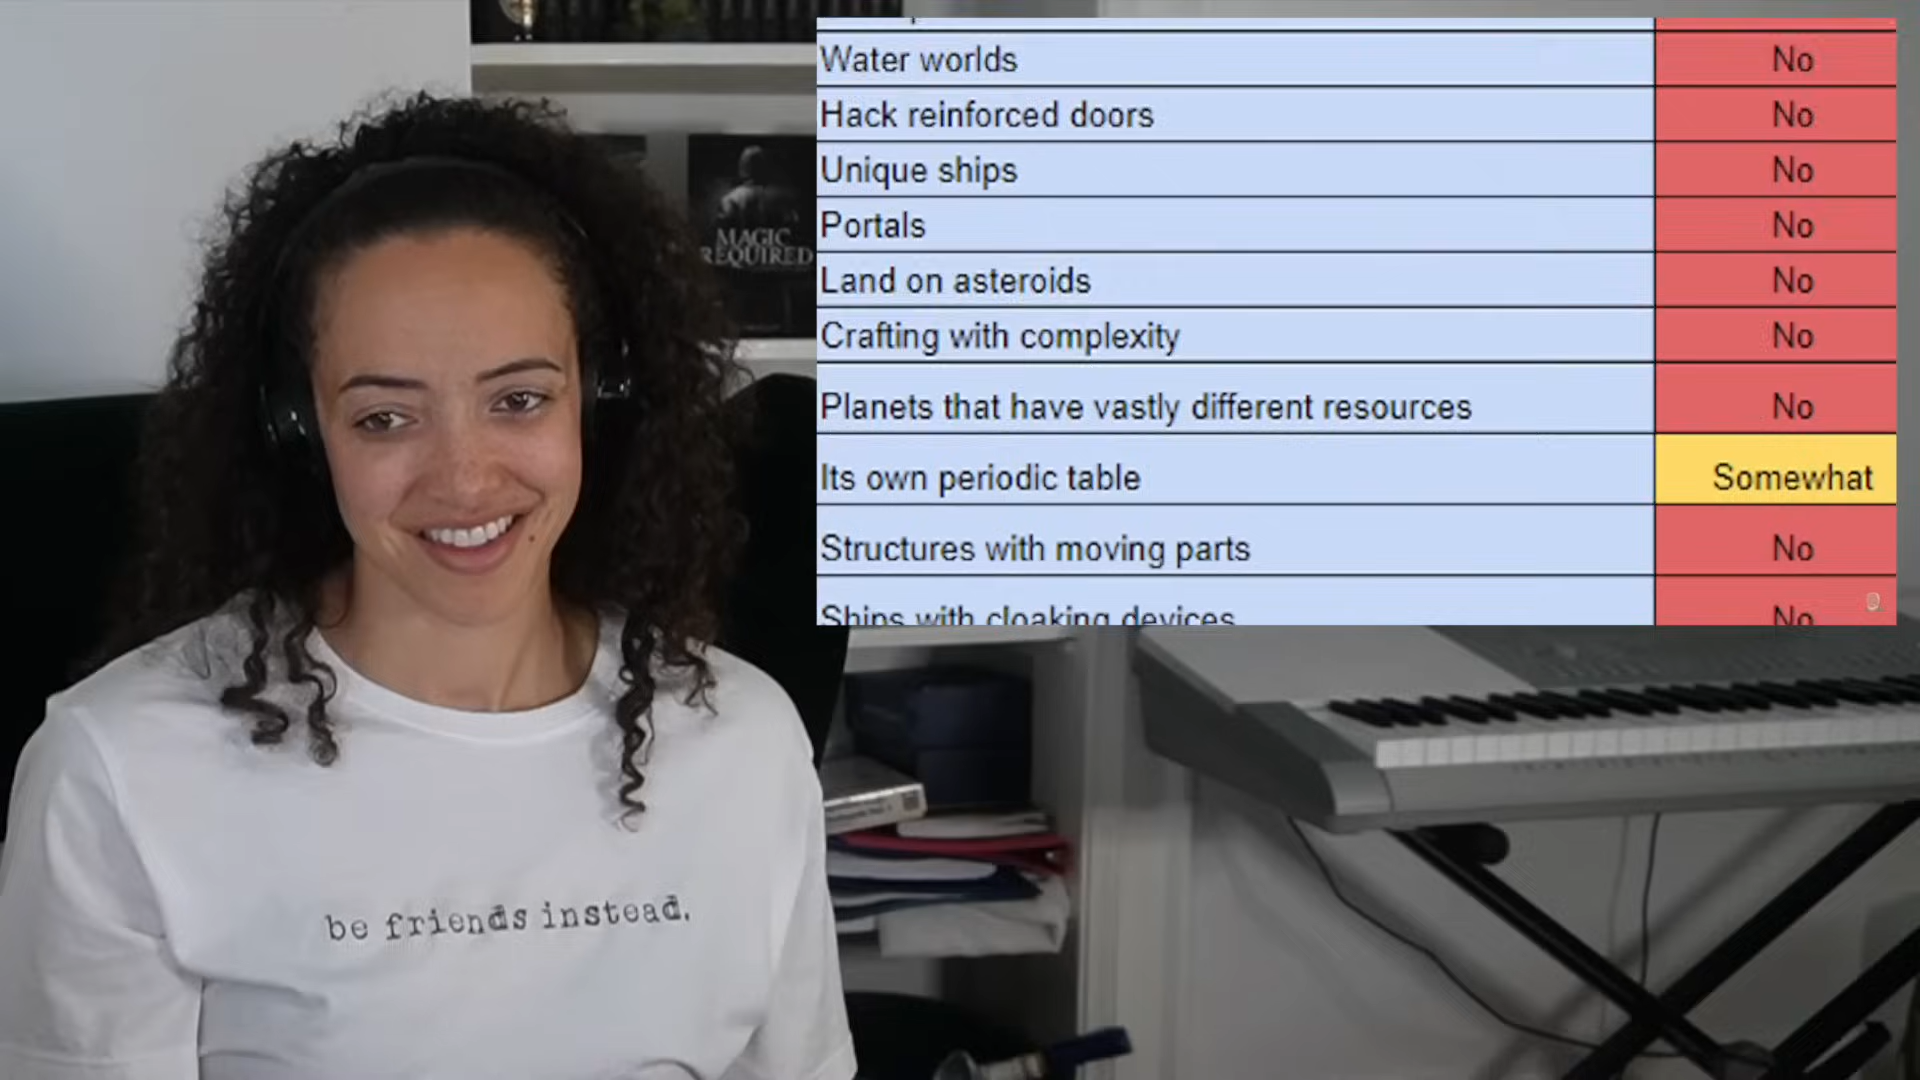 Water worlds No
Hack reinforced doors No
Unique ships No
Portals No
Land on asteroids No
Crafting with complexity No
Planets that have vastly different resources No
Its own periodic table Somewhat
Structures with moving parts No
Ships with cloaking devices No
MAGIC
REQUIRED
be friends instead.